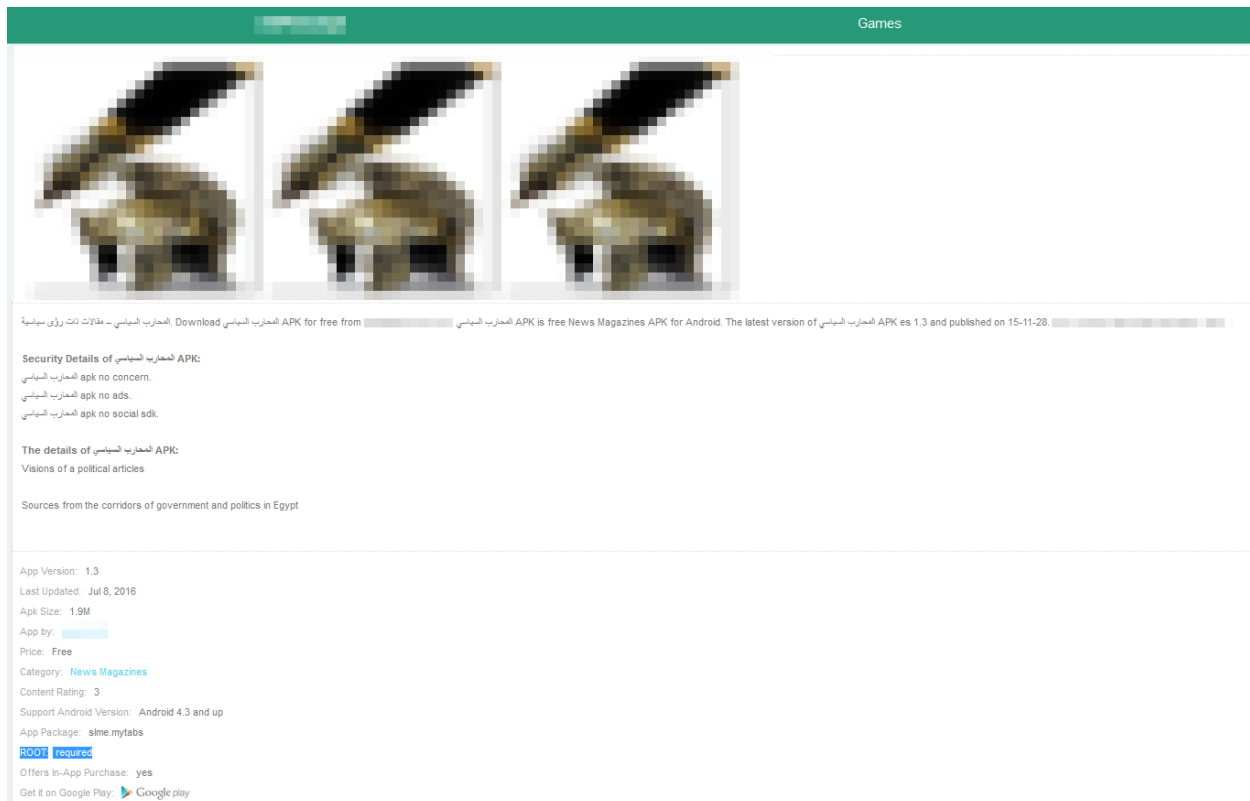 Games
المحارب السياسي ــ مقالات ذات رؤى سياسية, Download المحارب السياسي APK for free from المحارب السياسي APK is free News Magazines APK for Android. The latest version of المحارب السياسي APK es 1.3 and published on 15-11-28.
Security Details of المحارب السياسي APK:
المحارب السياسي apk no concern.
المحارب السياسي apk no ads.
المحارب السياسي apk no social sdk.
The details of المحارب السياسي APK:
Visions of a political articles
Sources from the corridors of government and politics in Egypt
App Version: 1.3
Last Updated: Jul 8, 2016
Apk Size: 1.9M
App by:
Price: Free
Category: News Magazines
Content Rating: 3
Support Android Version: Android 4.3 and up
App Package: slme.mytabs
ROOT: required
Offers In-App Purchase: yes
Get it on Google Play: Google play